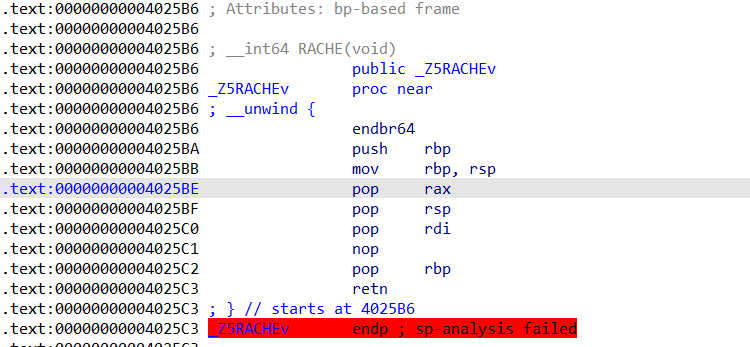 .text:00000000004025B6 ; Attributes: bp-based frame
.text:00000000004025B6
.text:00000000004025B6 ; __int64 RACHE(void)
.text:00000000004025B6 public _Z5RACHEv
.text:00000000004025B6 _Z5RACHEv proc near
.text:00000000004025B6 ; __unwind {
.text:00000000004025B6 endbr64
.text:00000000004025BA push rbp
.text:00000000004025BB mov rbp, rsp
.text:00000000004025BE pop rax
.text:00000000004025BF pop rsp
.text:00000000004025C0 pop rdi
.text:00000000004025C1 nop
.text:00000000004025C2 pop rbp
.text:00000000004025C3 retn
.text:00000000004025C3 ; } // starts at 4025B6
.text:00000000004025C3 _Z5RACHEv endp ; sp-analysis failed